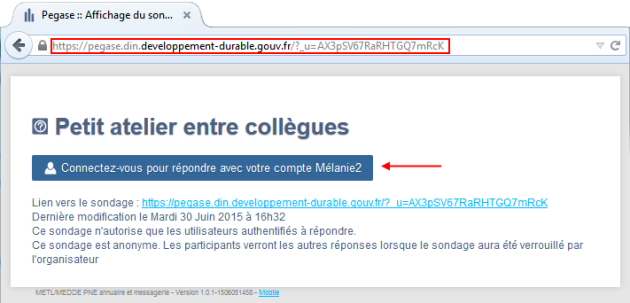 Pegase :: Affichage du son... ×
https://pegase.din.developpement-durable.gouv.fr/?_u=AX3pSV67RaRHTGQ7mRcK
Petit atelier entre collègues
Connectez-vous pour répondre avec votre compte Mélanie2
Lien vers le sondage : https://pegase.din.developpement-durable.gouv.fr/?_u=AX3pSV67RaRHTGQ7mRcK
Dernière modification le Mardi 30 Juin 2015 à 16h32
Ce sondage n'autorise que les utilisateurs authentifiés à répondre.
Ce sondage est anonyme. Les participants verront les autres réponses lorsque le sondage aura été verrouillé par
l'organisateur
METL/MEDDE PNE annuaire et messagerie - Version 1.0.1-1506081458 - Mobile